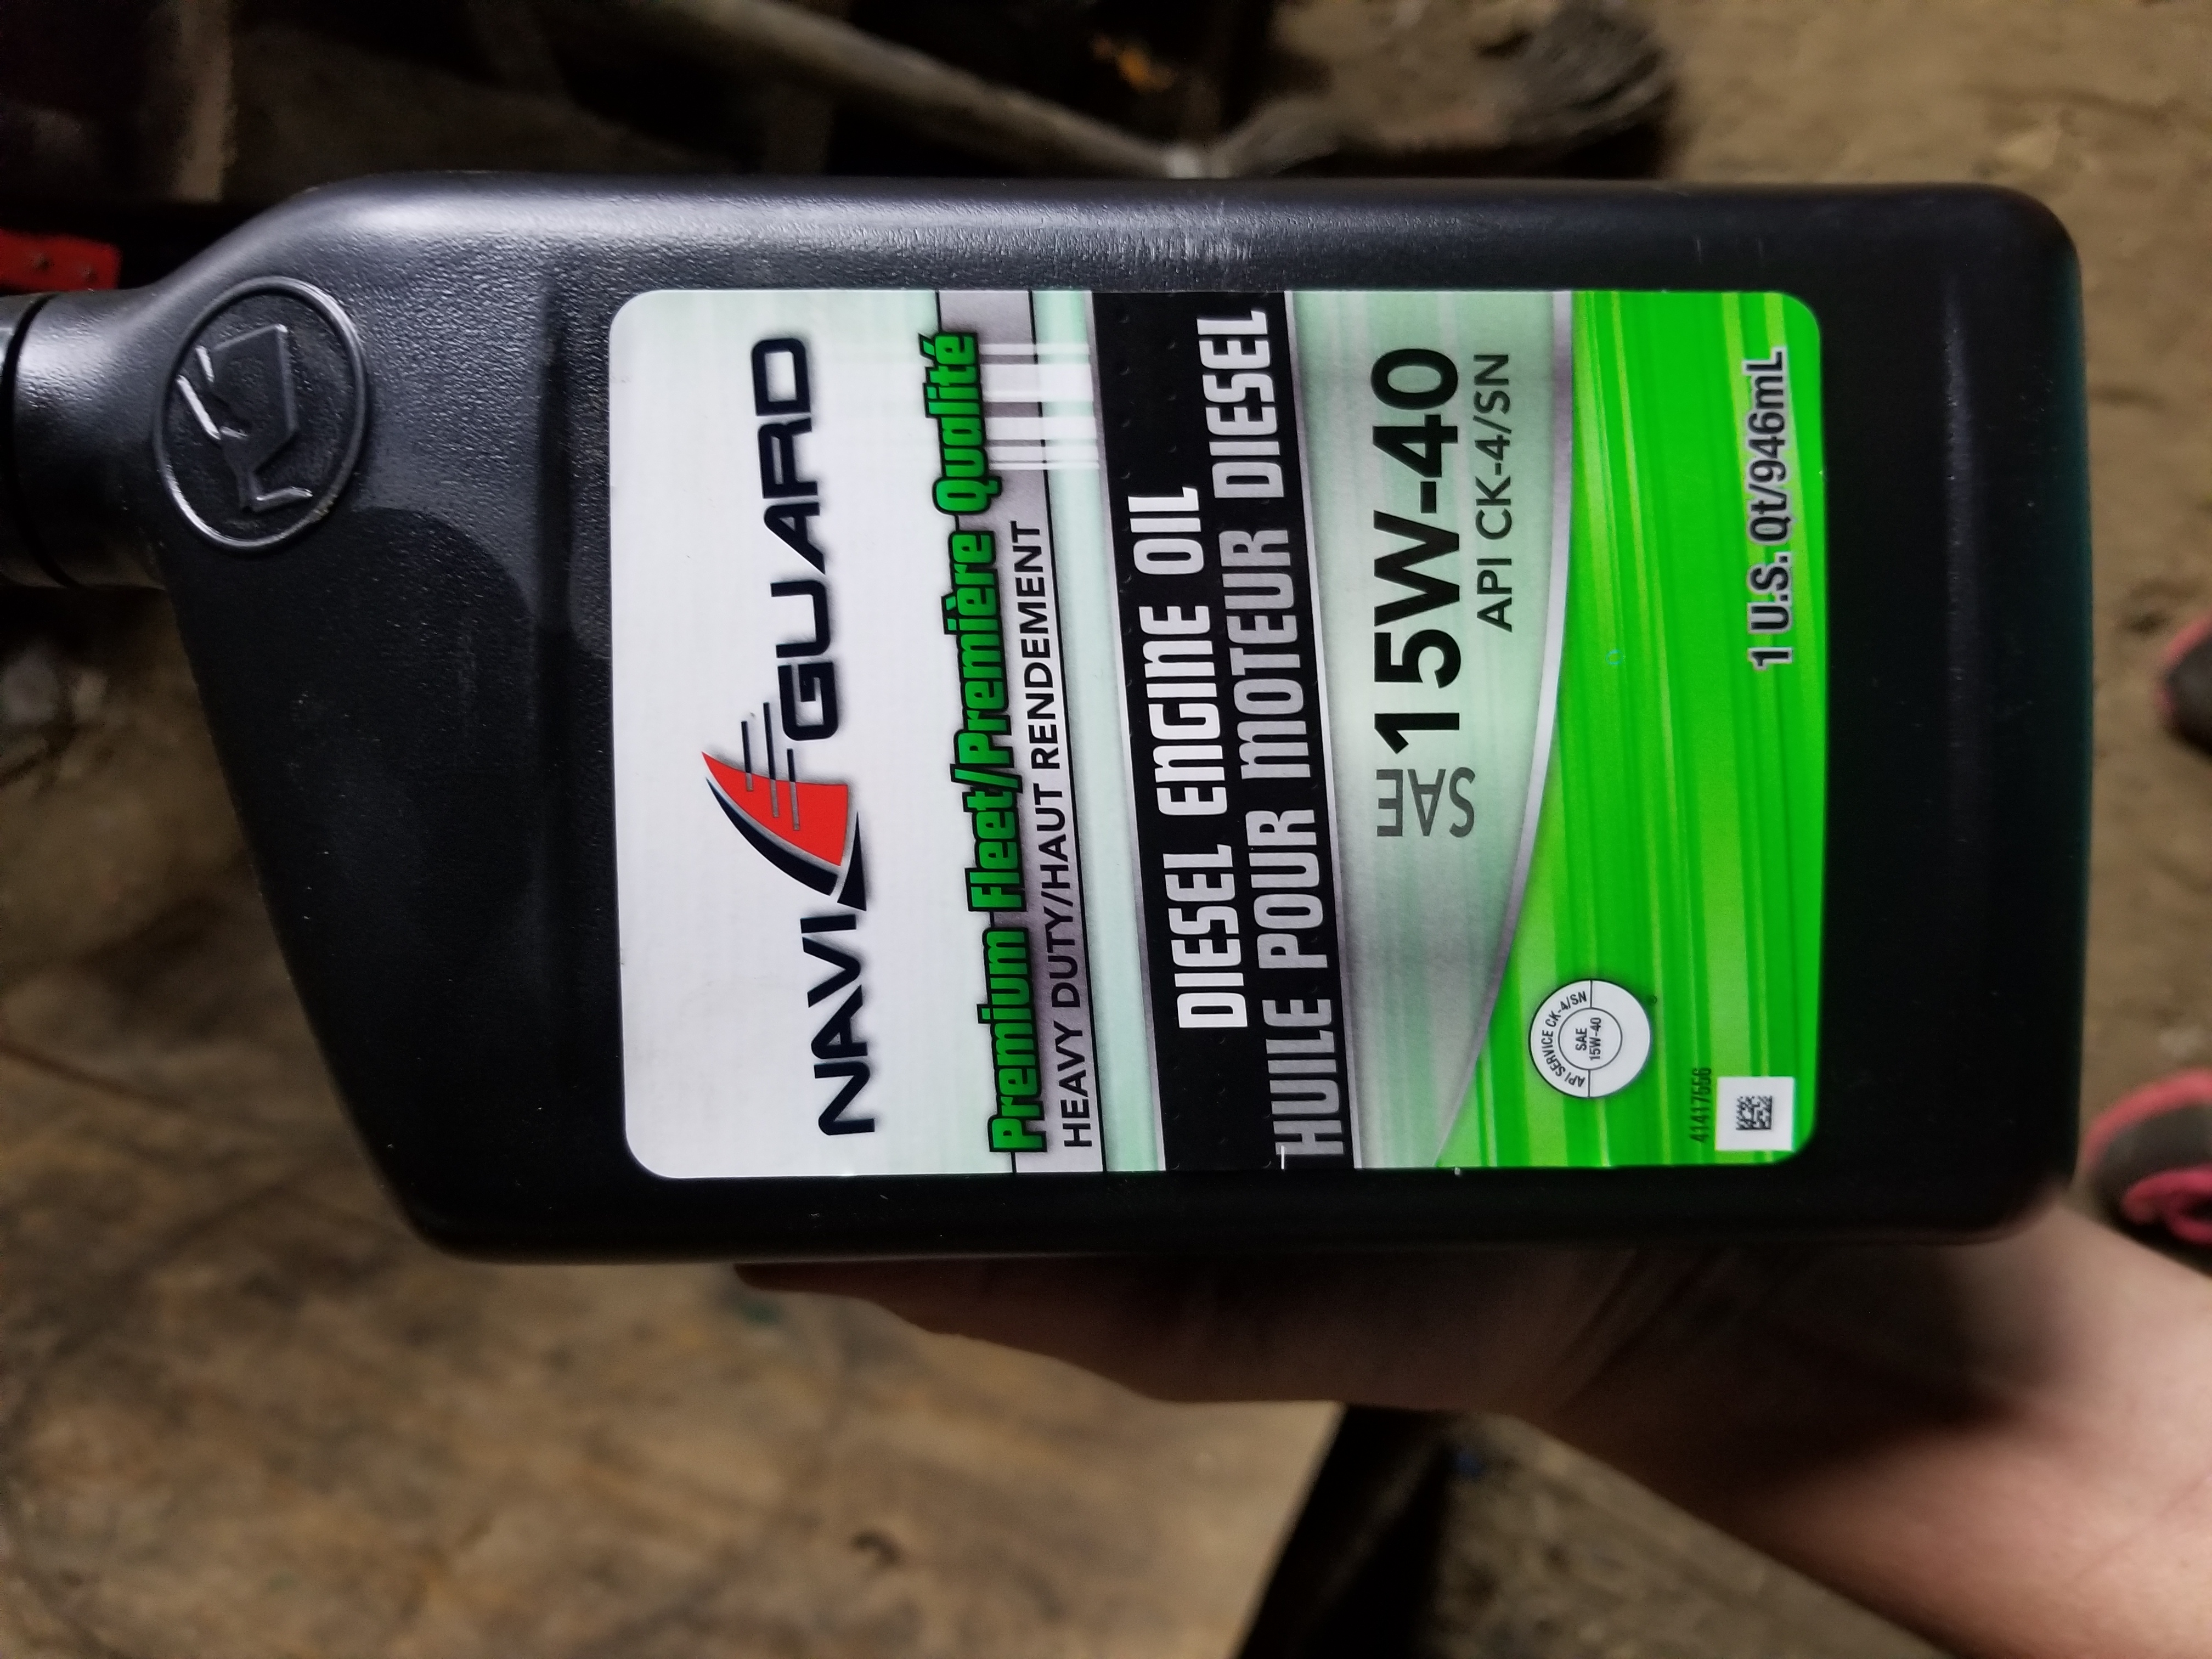 NAVIGUARD
Premium Fleet/Première Qualité
HEAVY DUTY/HAUT RENDEMENT
DIESEL ENGINE OIL
HUILE POUR MOTEUR DIESEL
SAE 15W-40
API CK-4/SN
API SERVICE CK-4/SN
SAE
15W-40
®
41417556
1 U.S. Qt/946mL